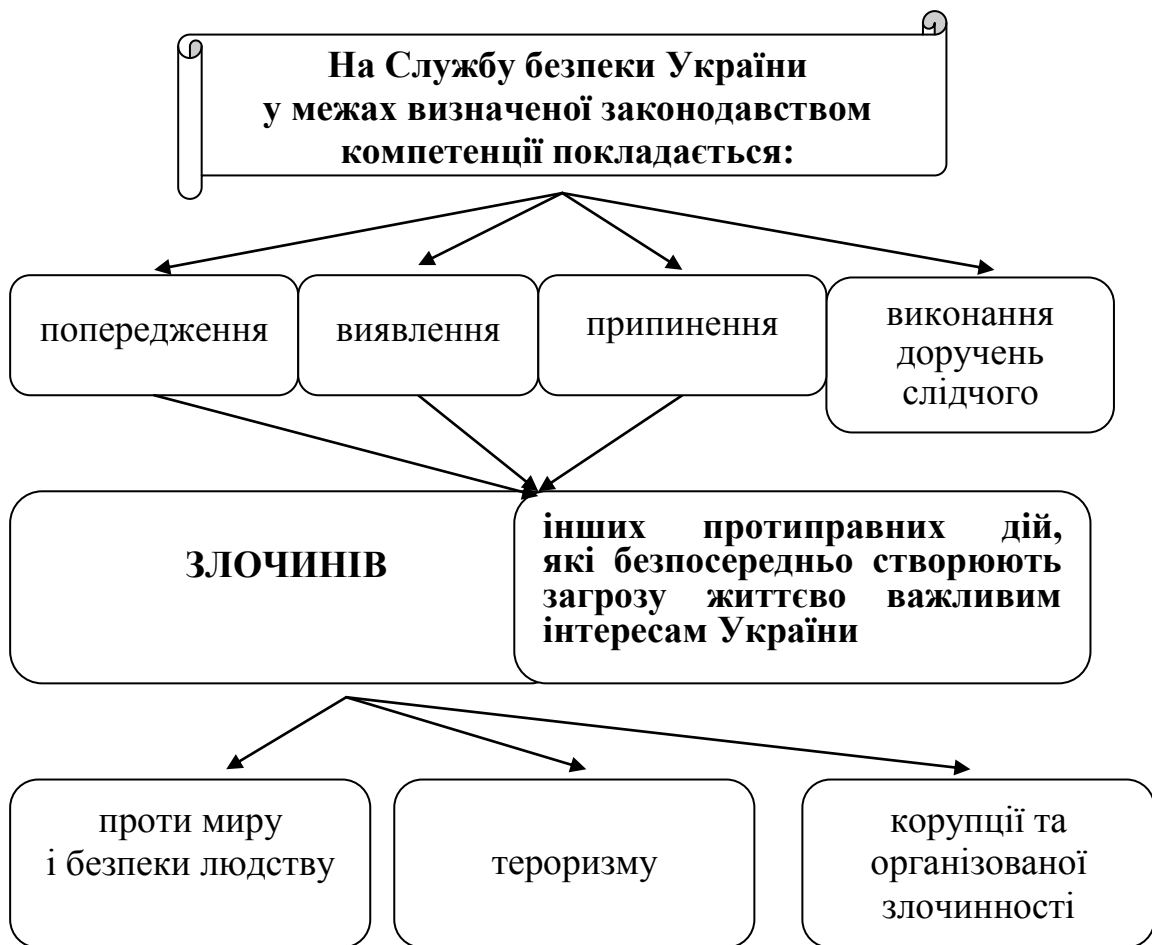 На Службу безпеки України
у межах визначеної законодавством
компетенції покладається:
попередження
виявлення
припинення
виконання
доручень
слідчого
ЗЛОЧИНІВ
інших протиправних дій,
які безпосередньо створюють
загрозу життєво важливим
інтересам України
проти миру
і безпеки людству
тероризму
корупції та
організованої
злочинності